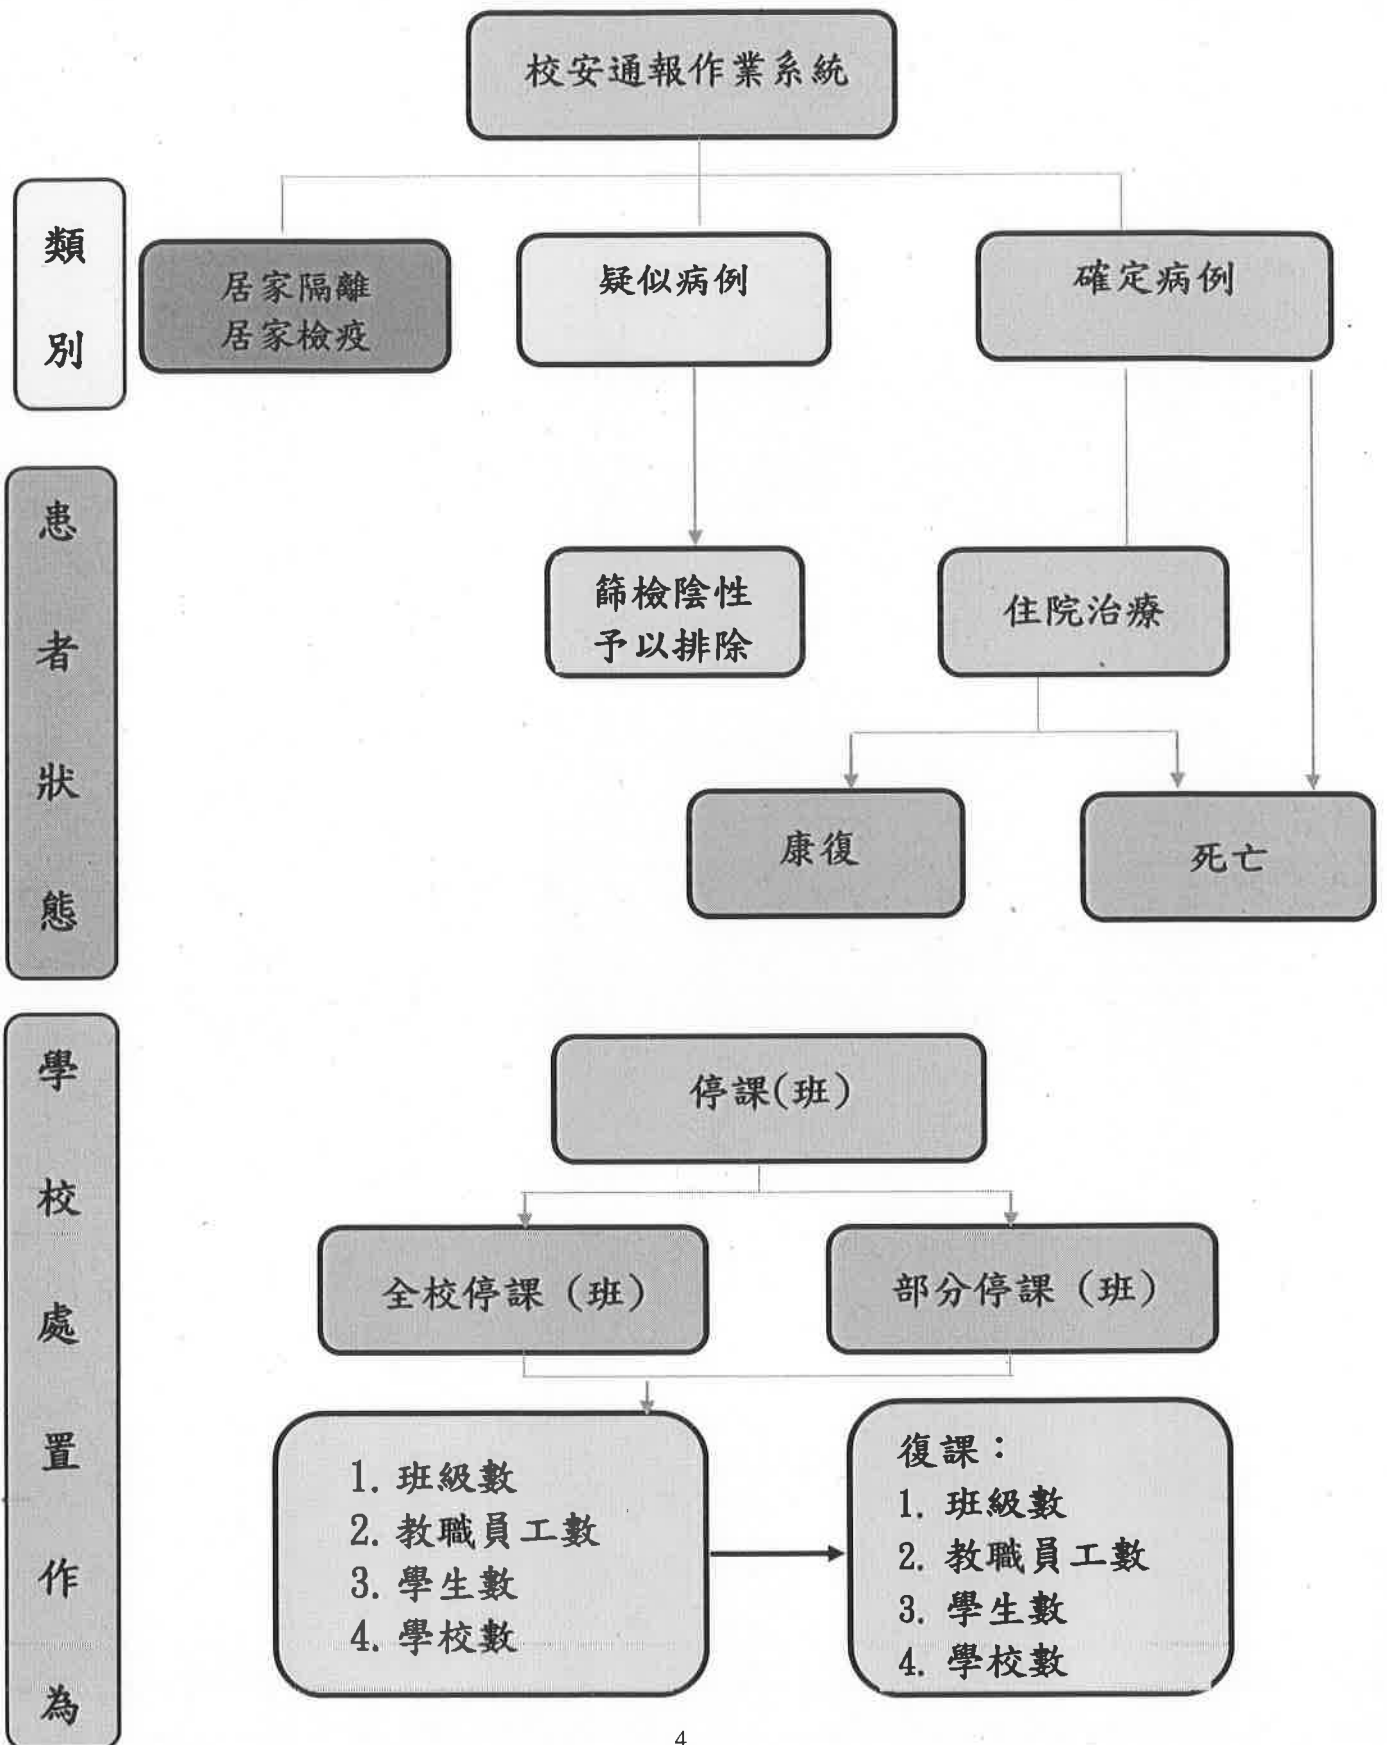 校安通報作業系統
類別
居家隔離
居家檢疫
疑似病例
確定病例
患者狀態
篩檢陰性
予以排除
住院治療
康復
死亡
學校處置作為
停課(班)
全校停課（班）
部分停課（班）
1. 班級數
2. 教職員工數
3. 學生數
4. 學校數
復課：
1. 班級數
2. 教職員工數
3. 學生數
4. 學校數
4